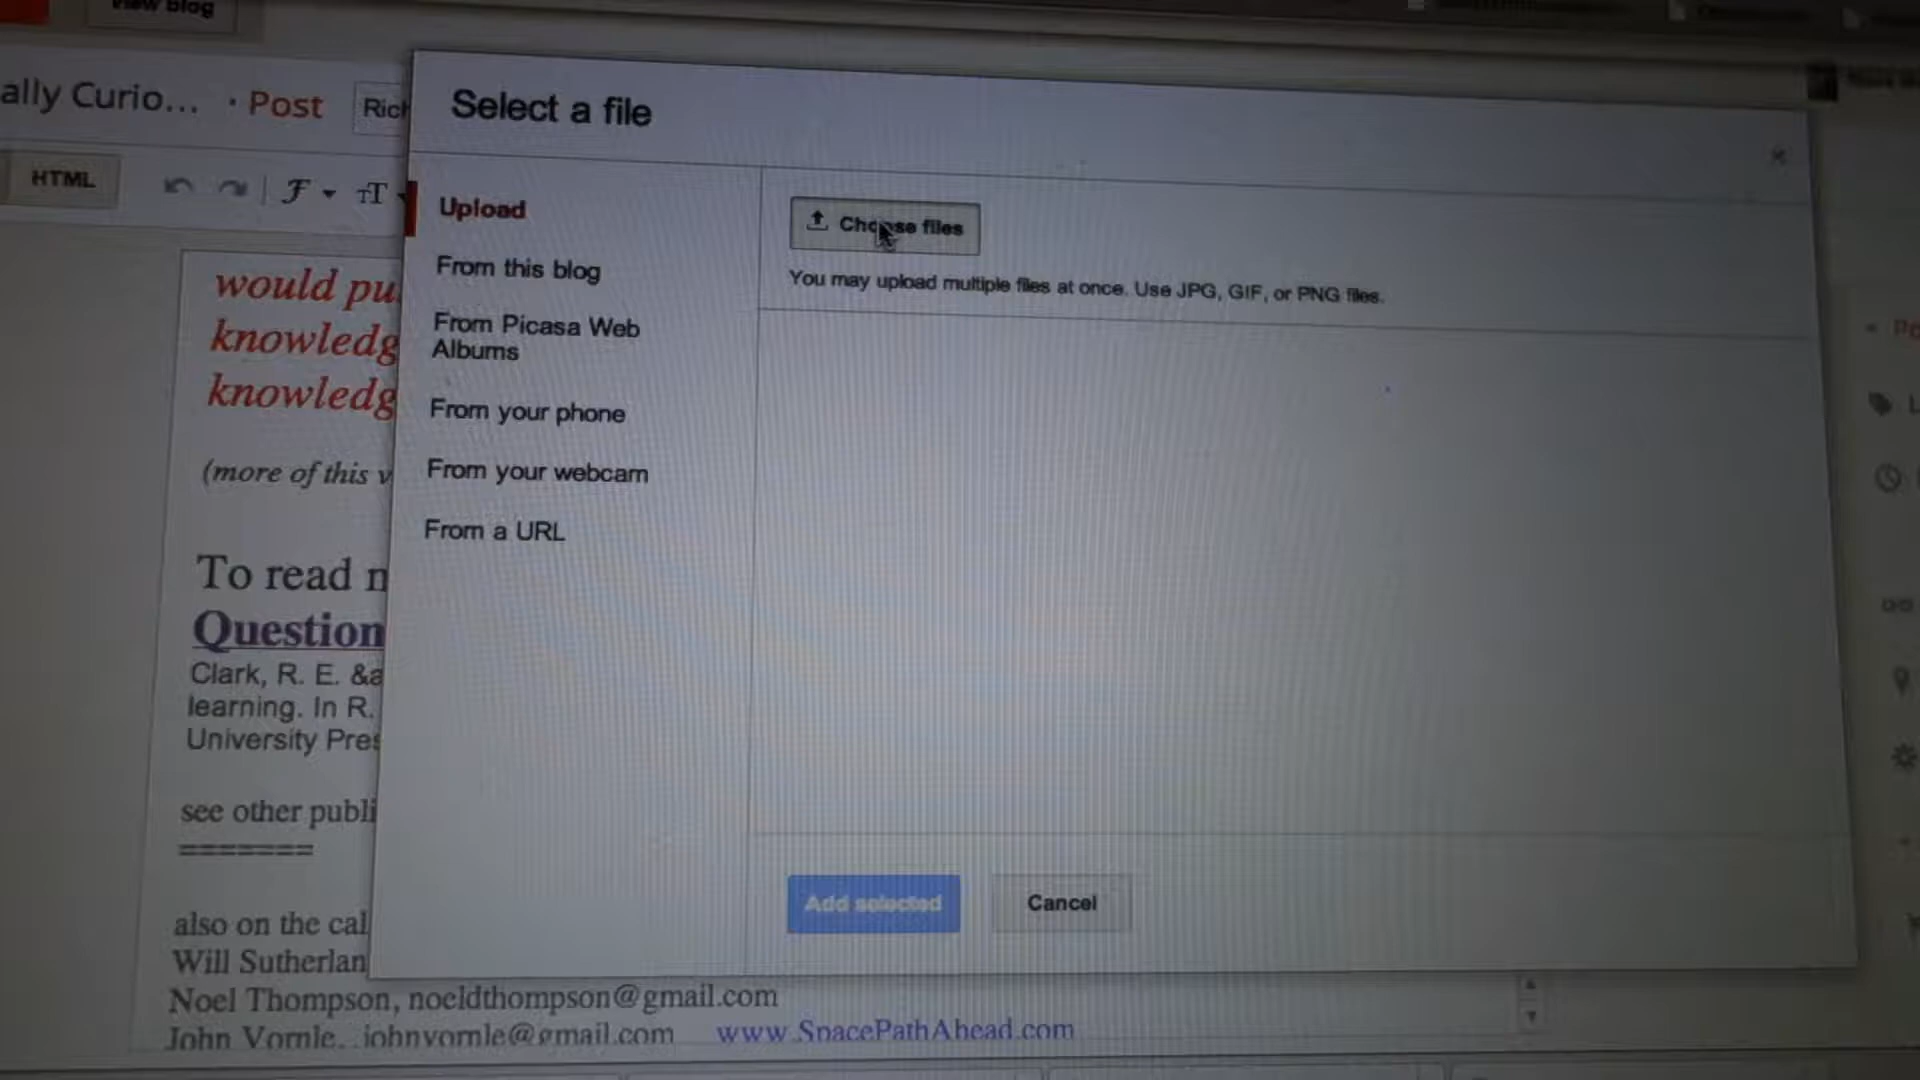 View blog
ally Curio... · Post
Rich
Select a file
HTML
Upload
Choose files
From this blog
You may upload multiple files at once. Use JPG, GIF, or PNG files.
From Picasa Web
Albums
From your phone
From your webcam
From a URL
would pu
knowledg
knowledg
(more of this v
To read n
Question
Clark, R. E. &a
learning. In R.
University Pres
see other publi
=======
also on the cal
Will Sutherlan
Add selected
Cancel
Noel Thompson, noeldthompson@gmail.com
John Vornle. johnvornle@gmail.com www.SpacePathAhead.com